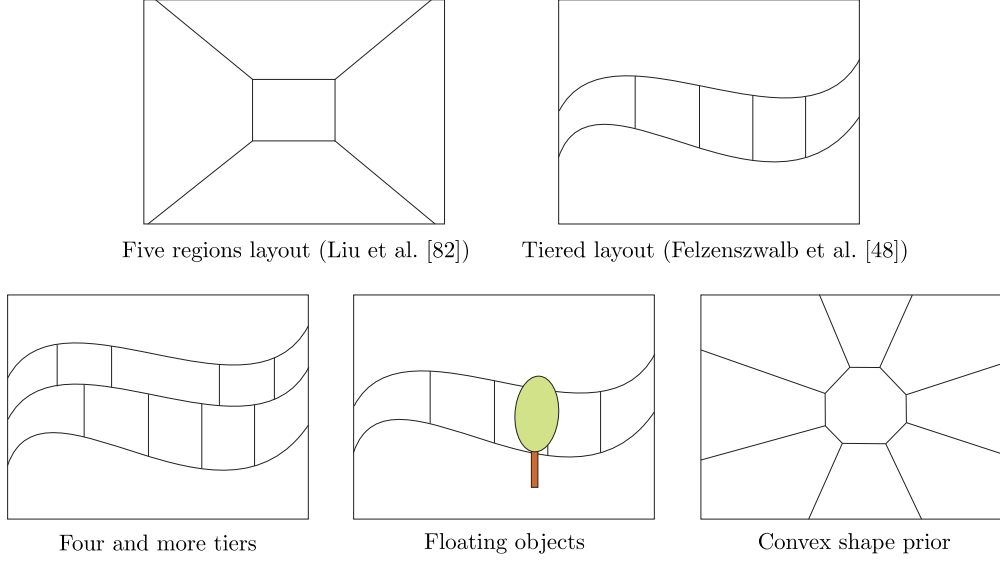 Five regions layout (Liu et al. [82])
Tiered layout (Felzenszwalb et al. [48])
Four and more tiers
Floating objects
Convex shape prior